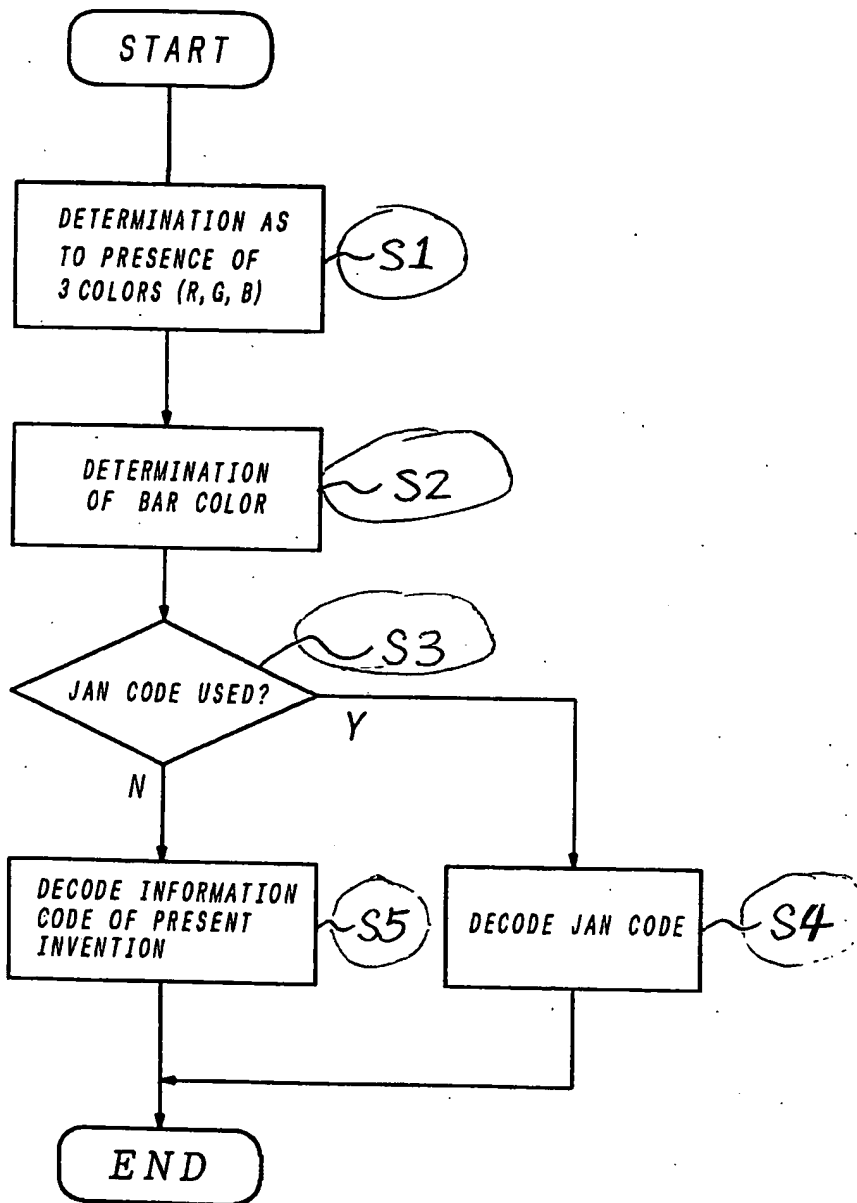 START
DETERMINATION AS
TO PRESENCE OF
3 COLORS (R, G, B)
S1
DETERMINATION
OF BAR COLOR
S2
S3
JAN CODE USED?
Y
N
DECODE INFORMATION
CODE OF PRESENT
INVENTION
S5
DECODE JAN CODE
S4
END